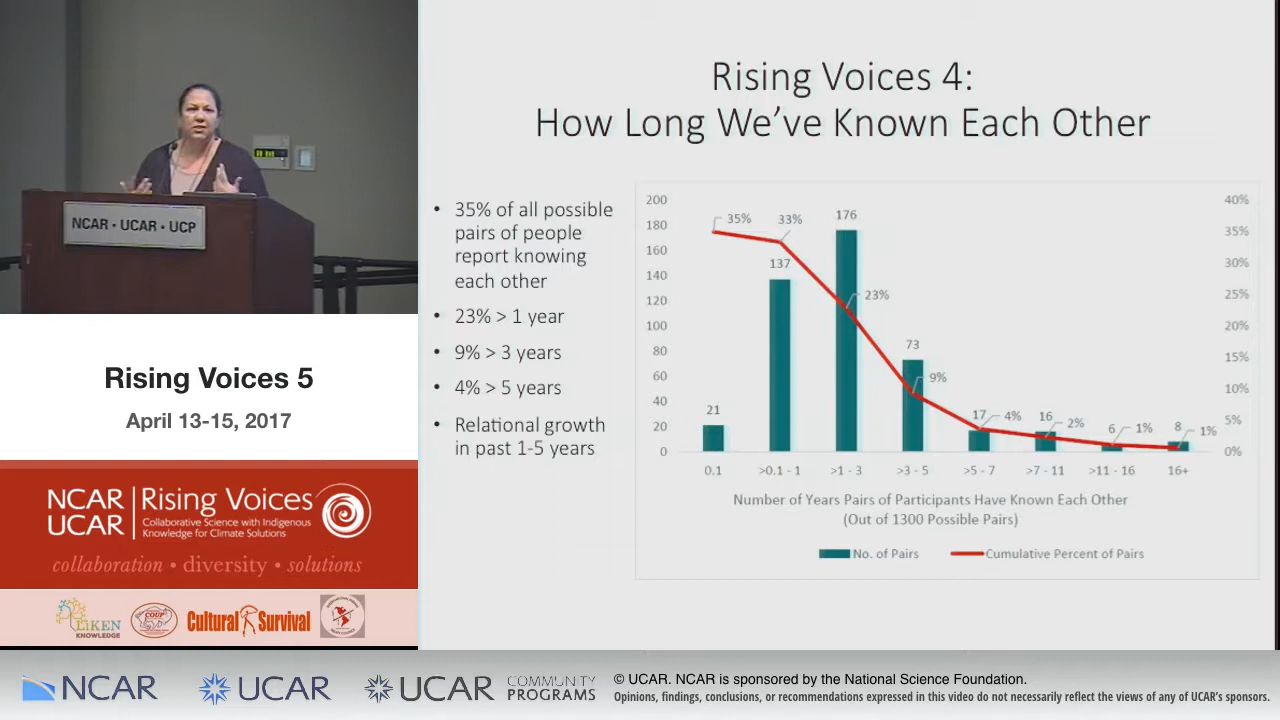 NCAR • UCAR • UCP
Rising Voices 5
April 13-15, 2017
NCAR
UCAR
Rising Voices
Collaborative Science with Indigenous
Knowledge for Climate Solutions
collaboration • diversity • solutions
LiKEN
KNOWLEDGE
COUP
Cultural Survival
Rising Voices 4:
How Long We've Known Each Other
• 35% of all possible
pairs of people
report knowing
each other
• 23% > 1 year
• 9% > 3 years
• 4% > 5 years
• Relational growth
in past 1-5 years
200
180
160
140
120
100
80
60
40
20
0
40%
35%
30%
25%
20%
15%
10%
5%
0%
35%
33%
23%
9%
4%
2%
1%
1%
21
137
176
73
17
16
6
8
0.1
>0.1 - 1
>1 - 3
>3 - 5
>5 - 7
>7 - 11
>11 - 16
16+
Number of Years Pairs of Participants Have Known Each Other
(Out of 1300 Possible Pairs)
No. of Pairs
Cumulative Percent of Pairs
NCAR
UCAR
UCAR
COMMUNITY
PROGRAMS
© UCAR. NCAR is sponsored by the National Science Foundation.
Opinions, findings, conclusions, or recommendations expressed in this video do not necessarily reflect the views of any of UCAR's sponsors.